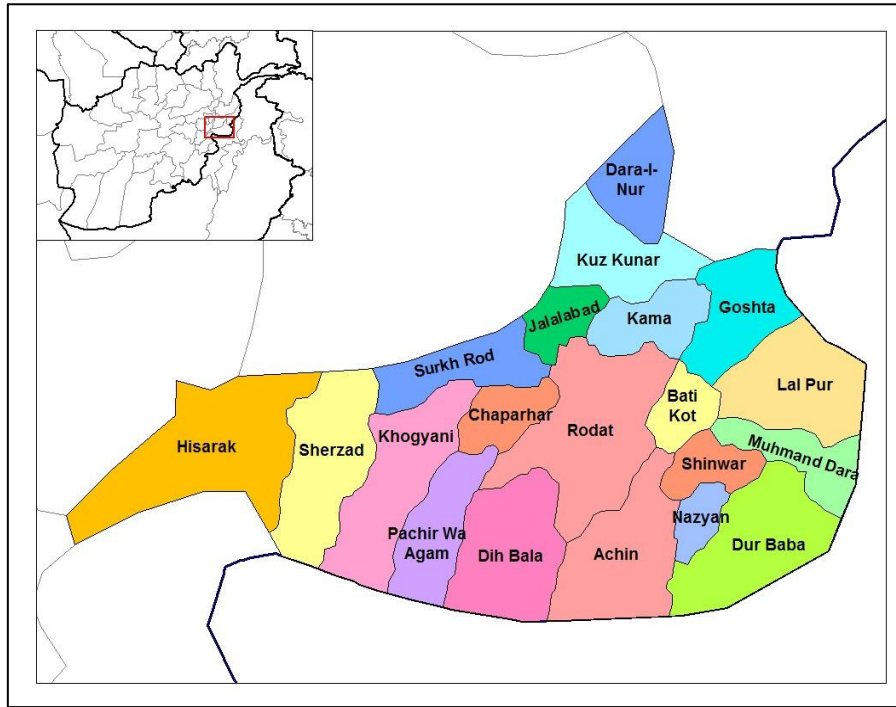 Dara-I-
Nur
Kuz Kunar
Jalalabad
Kama
Goshta
Surkh Rod
Lal Pur
Chaparhar
Bati
Kot
Khogyani
Rodat
Hisarak
Sherzad
Muhmand Dara
Shinwar
Nazyan
Pachir Wa
Agam
Dih Bala
Achin
Dur Baba